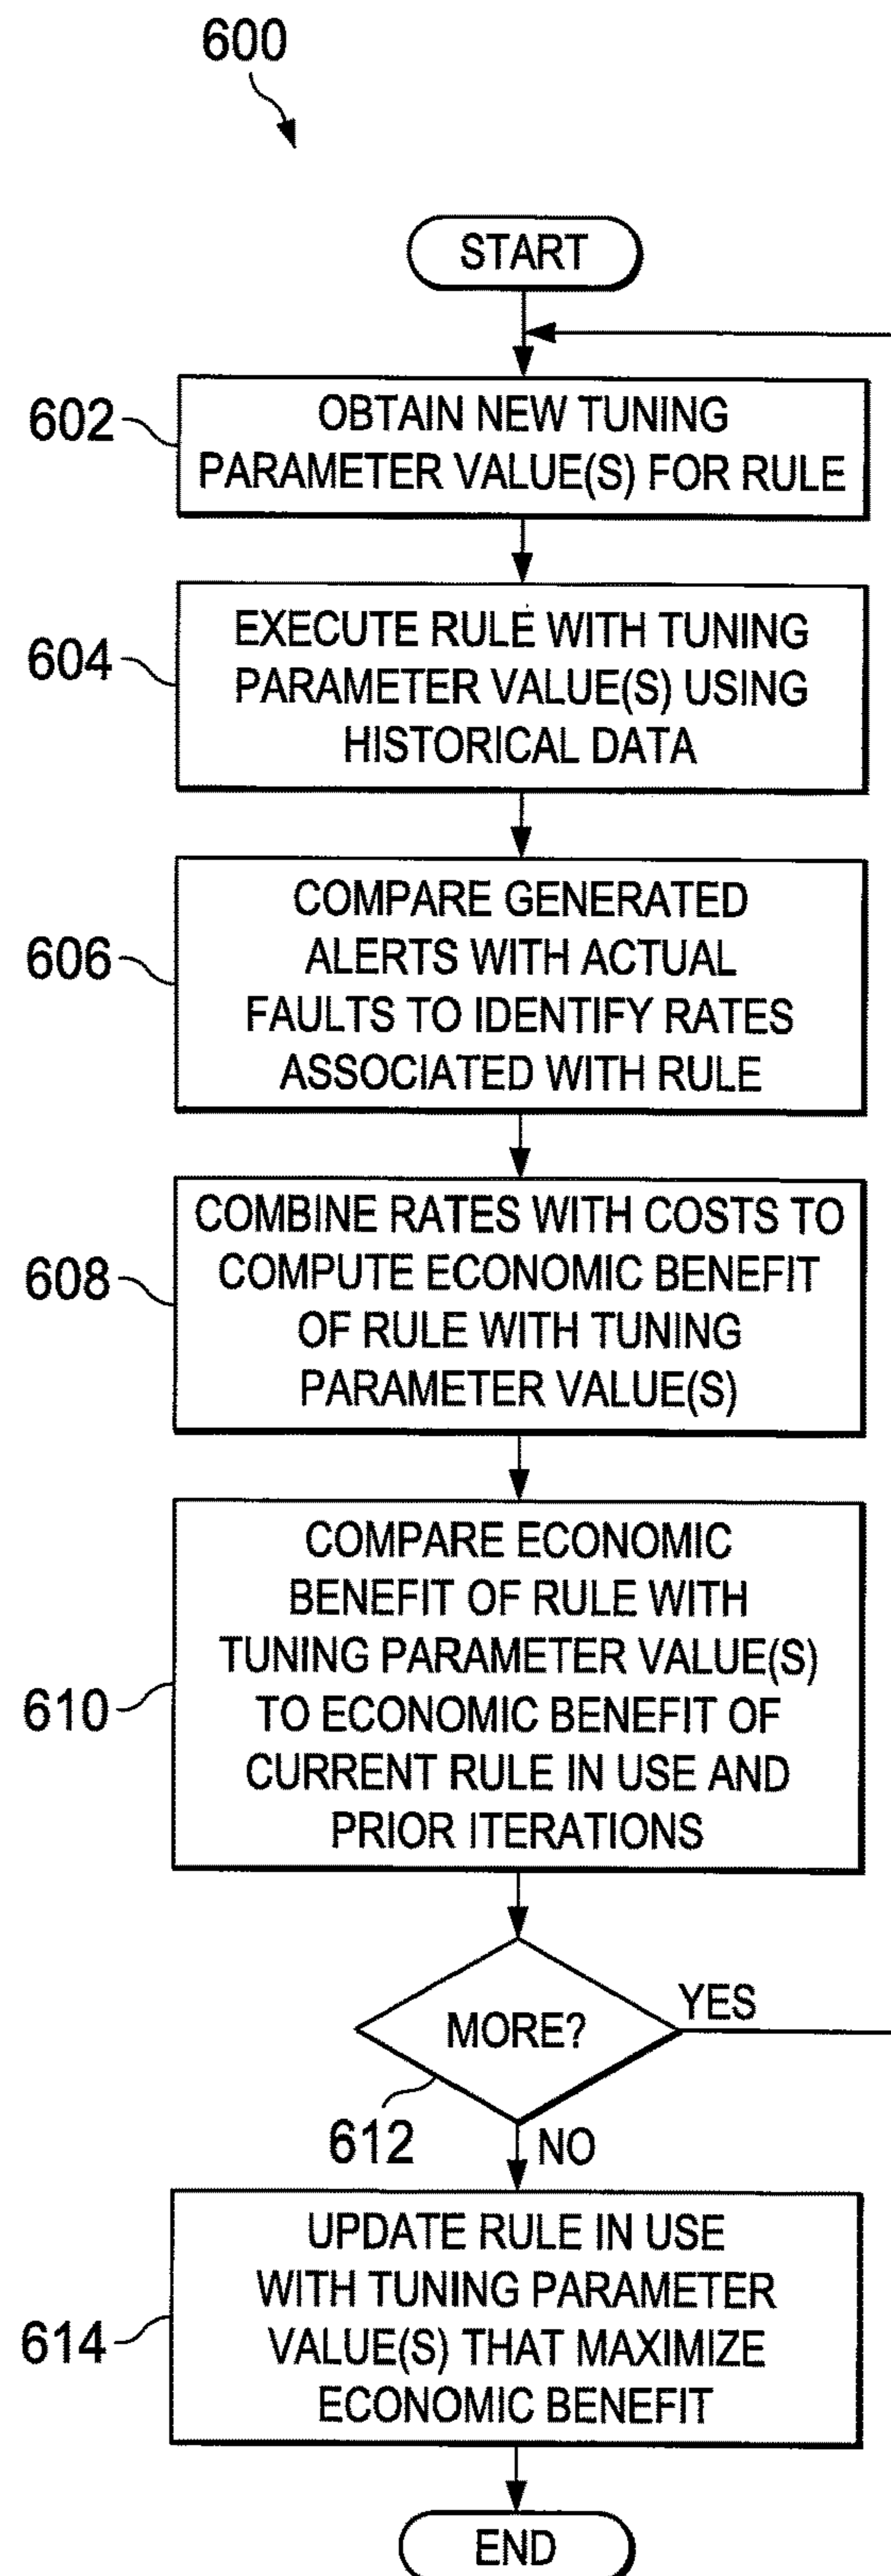 600
START
602
OBTAIN NEW TUNING
PARAMETER VALUE(S) FOR RULE
604
EXECUTE RULE WITH TUNING
PARAMETER VALUE(S) USING
HISTORICAL DATA
606
COMPARE GENERATED
ALERTS WITH ACTUAL
FAULTS TO IDENTIFY RATES
ASSOCIATED WITH RULE
608
COMBINE RATES WITH COSTS TO
COMPUTE ECONOMIC BENEFIT
OF RULE WITH TUNING
PARAMETER VALUE(S)
610
COMPARE ECONOMIC
BENEFIT OF RULE WITH
TUNING PARAMETER VALUE(S)
TO ECONOMIC BENEFIT OF
CURRENT RULE IN USE AND
PRIOR ITERATIONS
MORE?
YES
612
NO
614
UPDATE RULE IN USE
WITH TUNING PARAMETER
VALUE(S) THAT MAXIMIZE
ECONOMIC BENEFIT
END